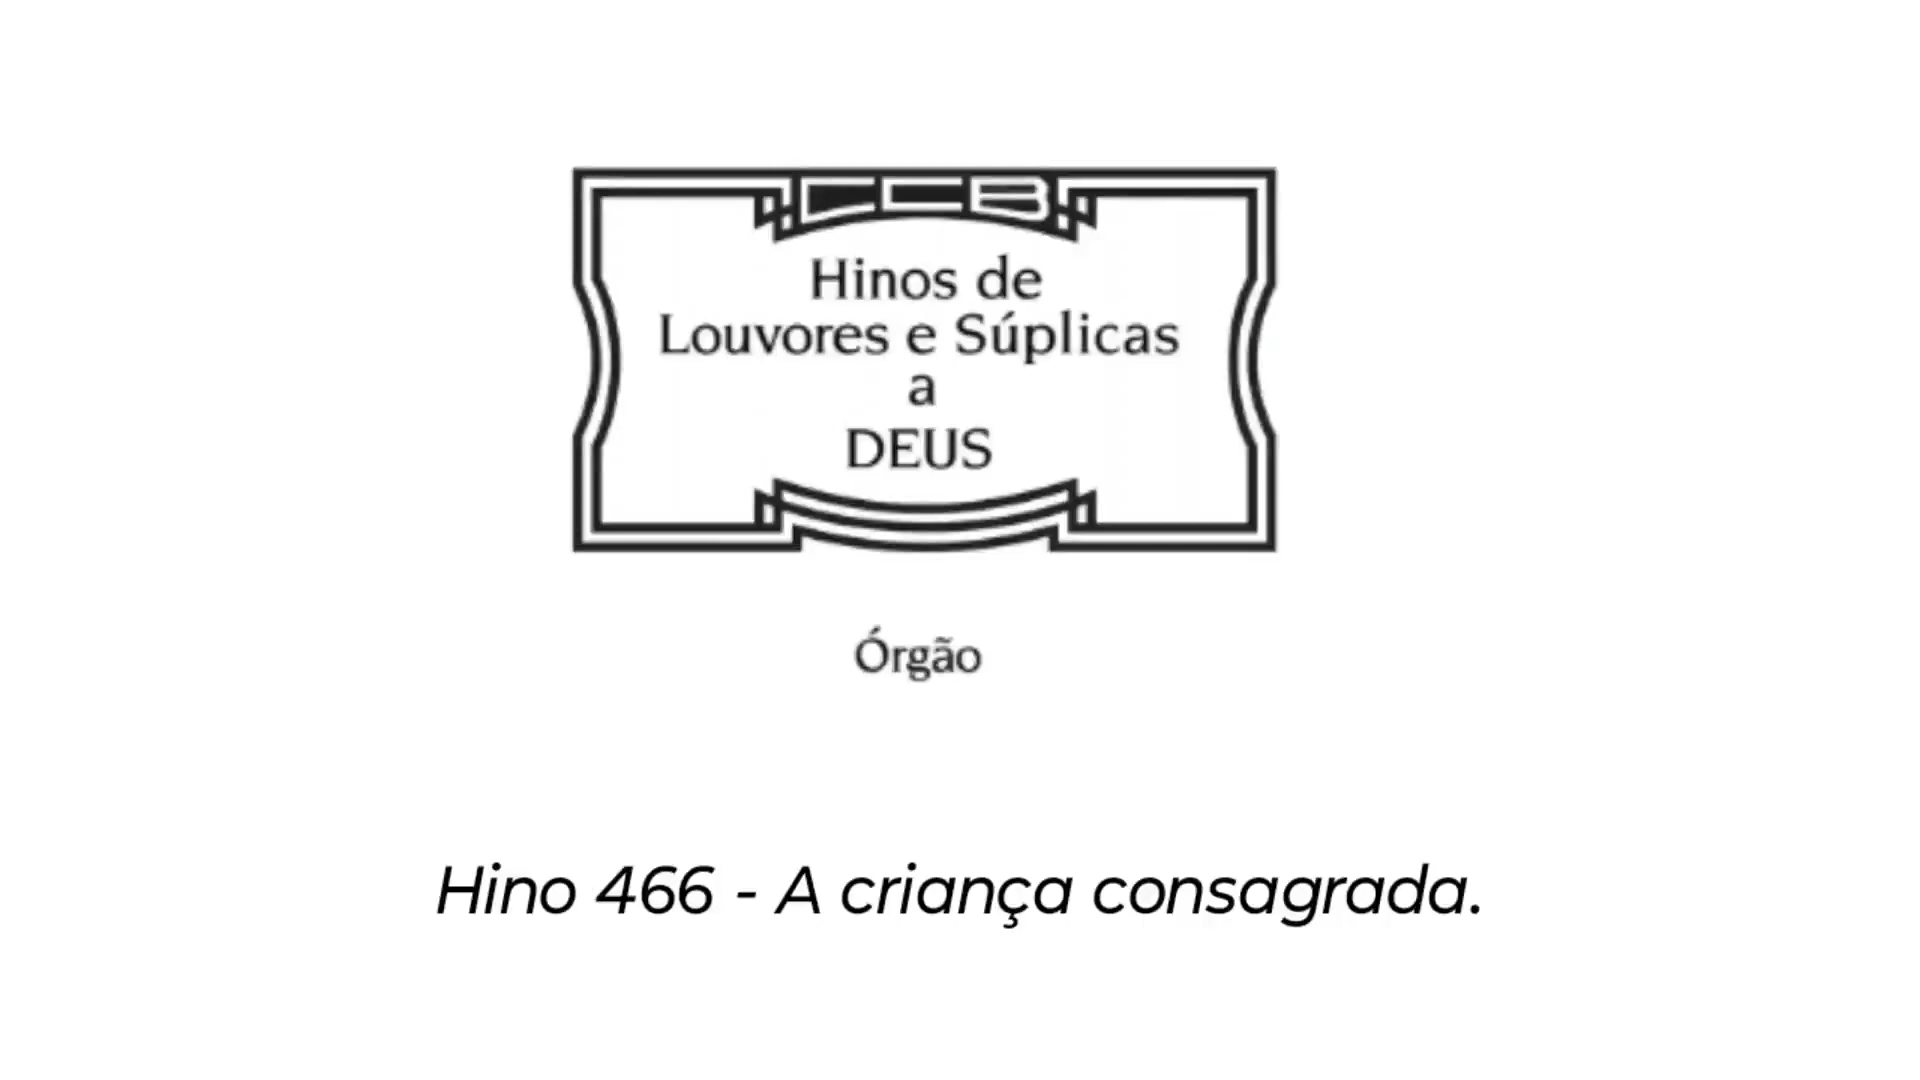 CCB
Hinos de
Louvores e Súplicas
a
DEUS
Órgão
Hino 466 - A criança consagrada.